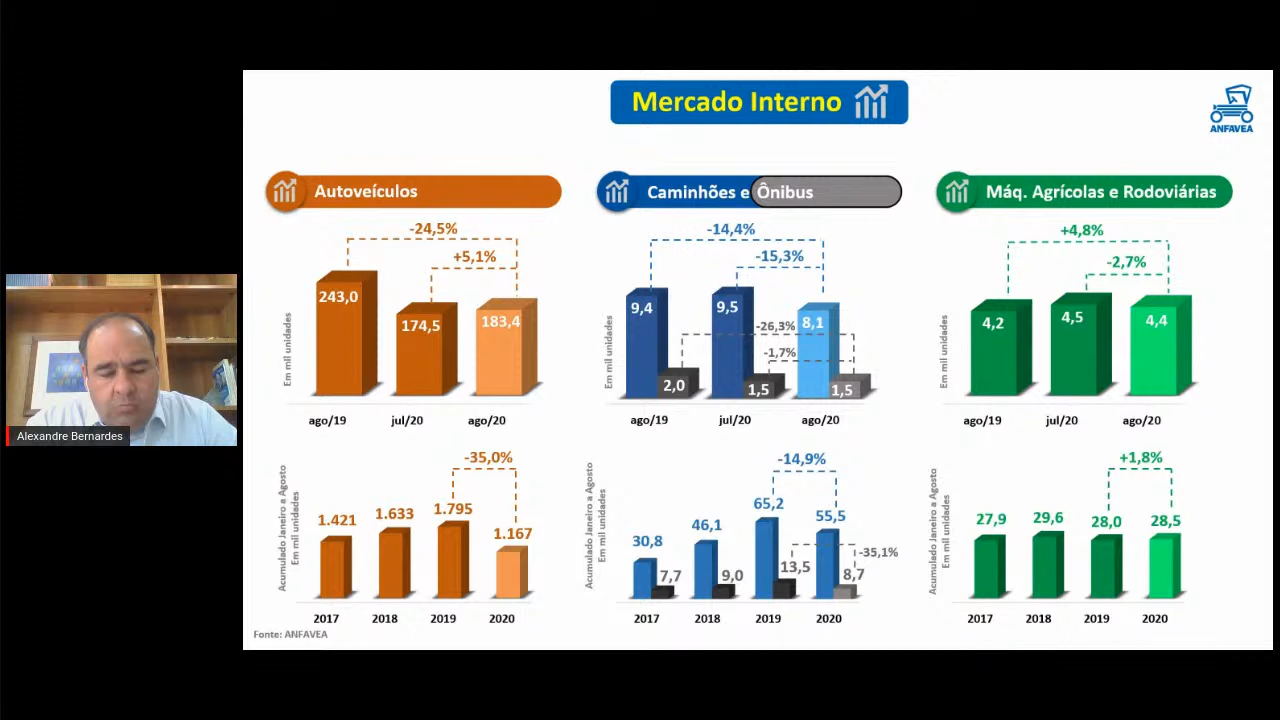 Mercado Interno
ANFAVEA
Autoveículos
-24,5%
+5,1%
243,0
174,5
183,4
Em mil unidades
ago/19
jul/20
ago/20
-35,0%
1.421
1.633
1.795
1.167
Acumulado Janeiro a Agosto
Em mil unidades
2017
2018
2019
2020
Caminhões e Ônibus
-14,4%
-15,3%
9,4
9,5
8,1
-26,3%
-1,7%
2,0
1,5
1,5
Em mil unidades
ago/19
jul/20
ago/20
-14,9%
30,8
46,1
65,2
55,5
-35,1%
7,7
9,0
13,5
8,7
Acumulado Janeiro a Agosto
Em mil unidades
2017
2018
2019
2020
Máq. Agrícolas e Rodoviárias
+4,8%
-2,7%
4,2
4,5
4,4
Em mil unidades
ago/19
jul/20
ago/20
+1,8%
27,9
29,6
28,0
28,5
Acumulado Janeiro a Agosto
Em mil unidades
2017
2018
2019
2020
Fonte: ANFAVEA
Alexandre Bernardes